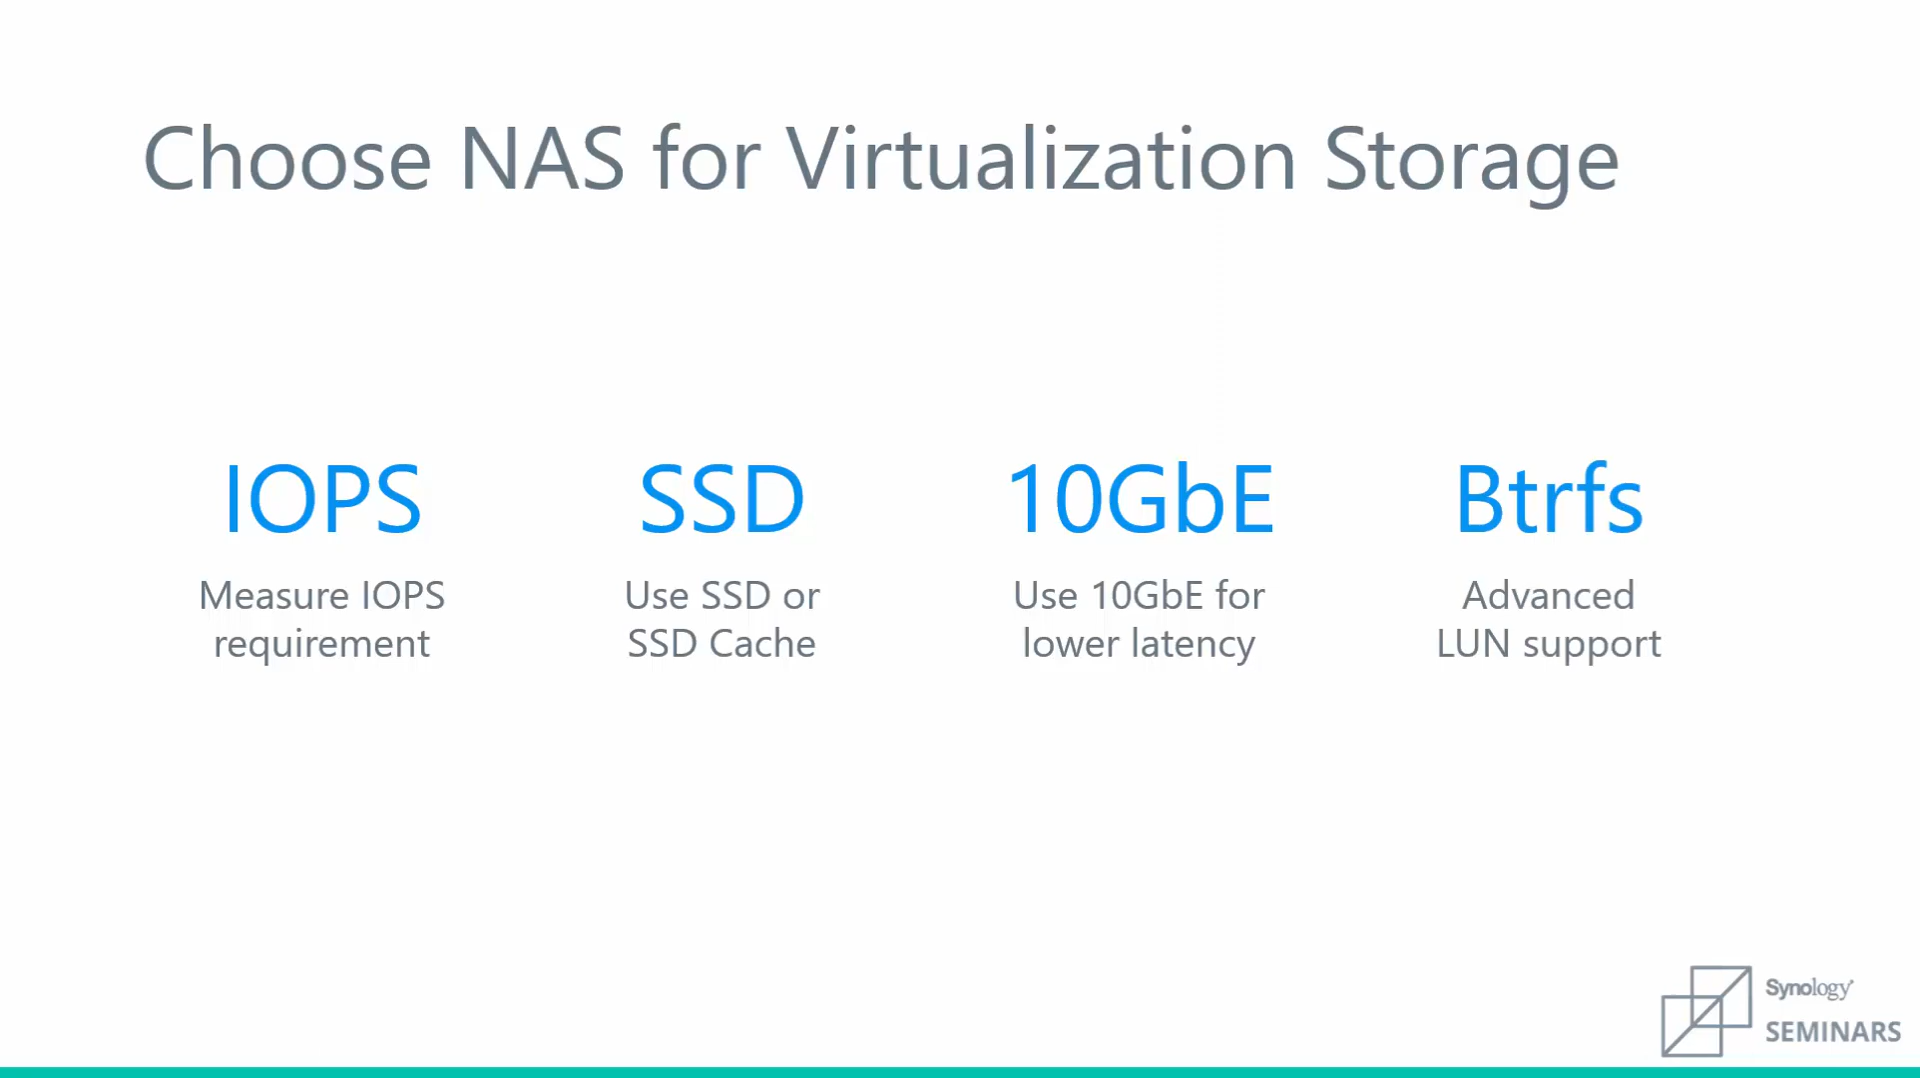 Choose NAS for Virtualization Storage
IOPS
Measure IOPS
requirement
SSD
Use SSD or
SSD Cache
10GbE
Use 10GbE for
lower latency
Btrfs
Advanced
LUN support
Synology
SEMINARS